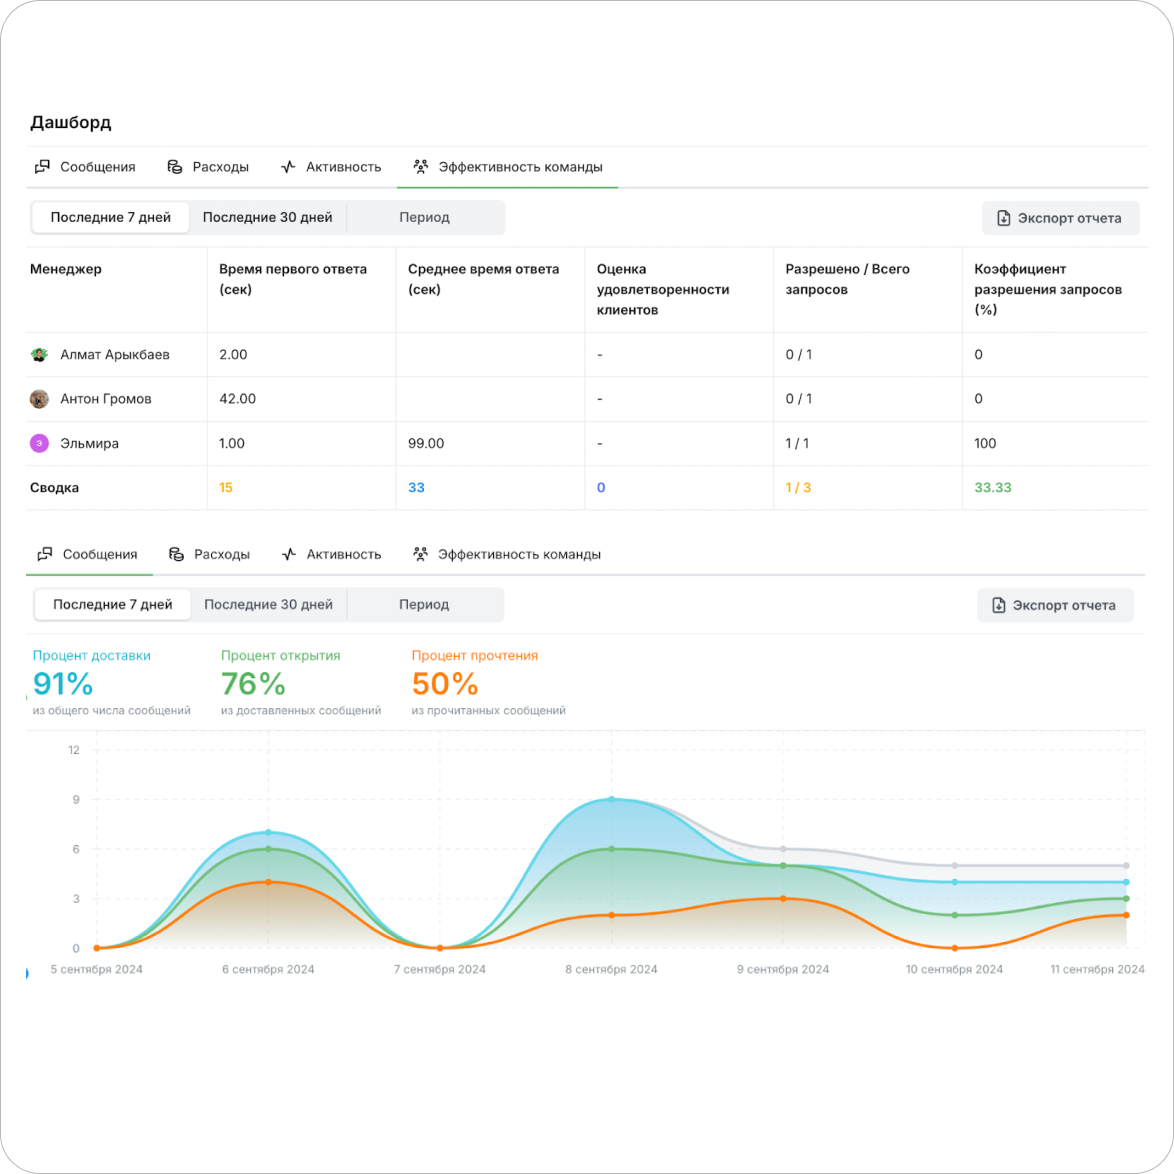 Дашборд
Сообщения Расходы Активность Эффективность команды
Последние 7 дней Последние 30 дней Период Экспорт отчета
Менеджер Время первого ответа (сек) Среднее время ответа (сек) Оценка удовлетворенности клиентов Разрешено / Всего запросов Коэффициент разрешения запросов (%)
Алмат Арыкбаев 2.00 - 0 / 1 0
Антон Громов 42.00 - 0 / 1 0
Э Эльмира 1.00 99.00 - 1 / 1 100
Сводка 15 33 0 1 / 3 33.33
Сообщения Расходы Активность Эффективность команды
Последние 7 дней Последние 30 дней Период Экспорт отчета
Процент доставки Процент открытия Процент прочтения
91% 76% 50%
из общего числа сообщений из доставленных сообщений из прочитанных сообщений
12
9
6
3
0
5 сентября 2024 6 сентября 2024 7 сентября 2024 8 сентября 2024 9 сентября 2024 10 сентября 2024 11 сентября 2024